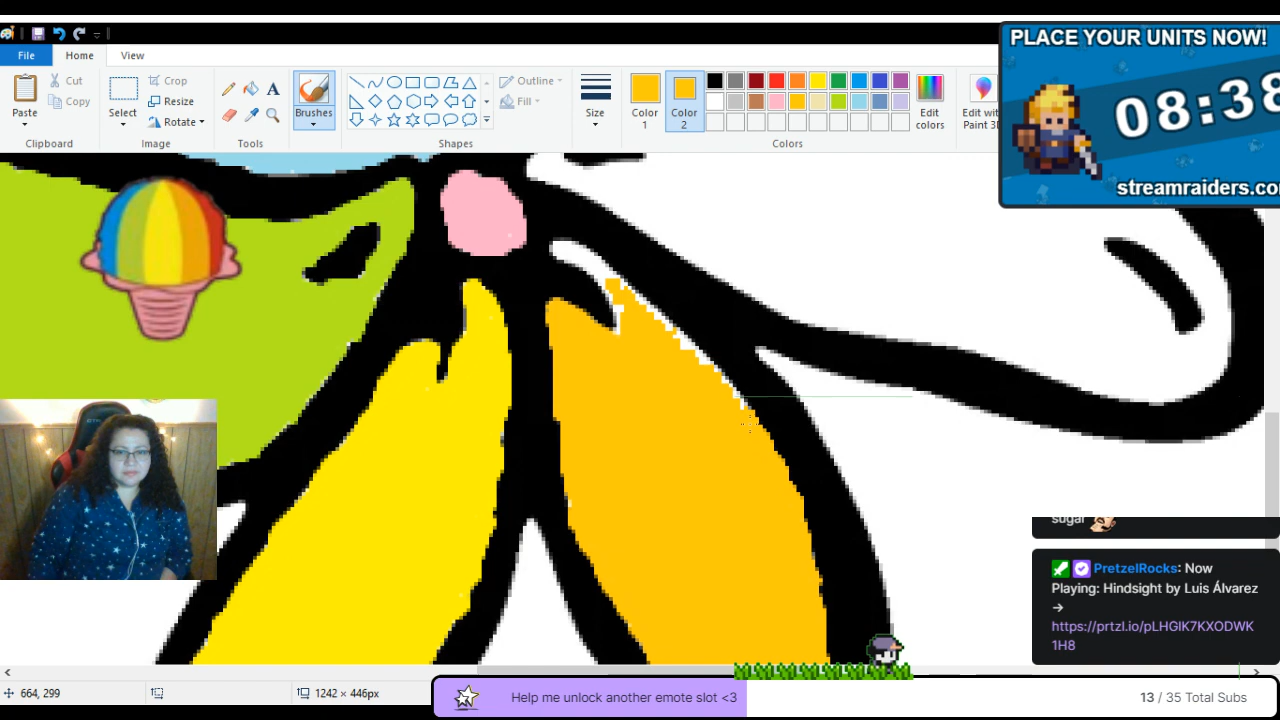 PLACE YOUR UNITS NOW!
08:38
streamraiders.co
File
Home
View
Paste
Cut
Copy
Clipboard
Select
Crop
Resize
Rotate
Image
A
Tools
Brushes
Shapes
Outline
Fill
Size
Color 1
Color 2
Colors
Edit colors
Edit with Paint 3D
sugar
PretzelRocks: Now
Playing: Hindsight by Luis Álvarez
→
https://prtzl.io/pLHGlK7KXODWK
1H8
664, 299
1242 × 446px
Help me unlock another emote slot <3
13 / 35 Total Subs